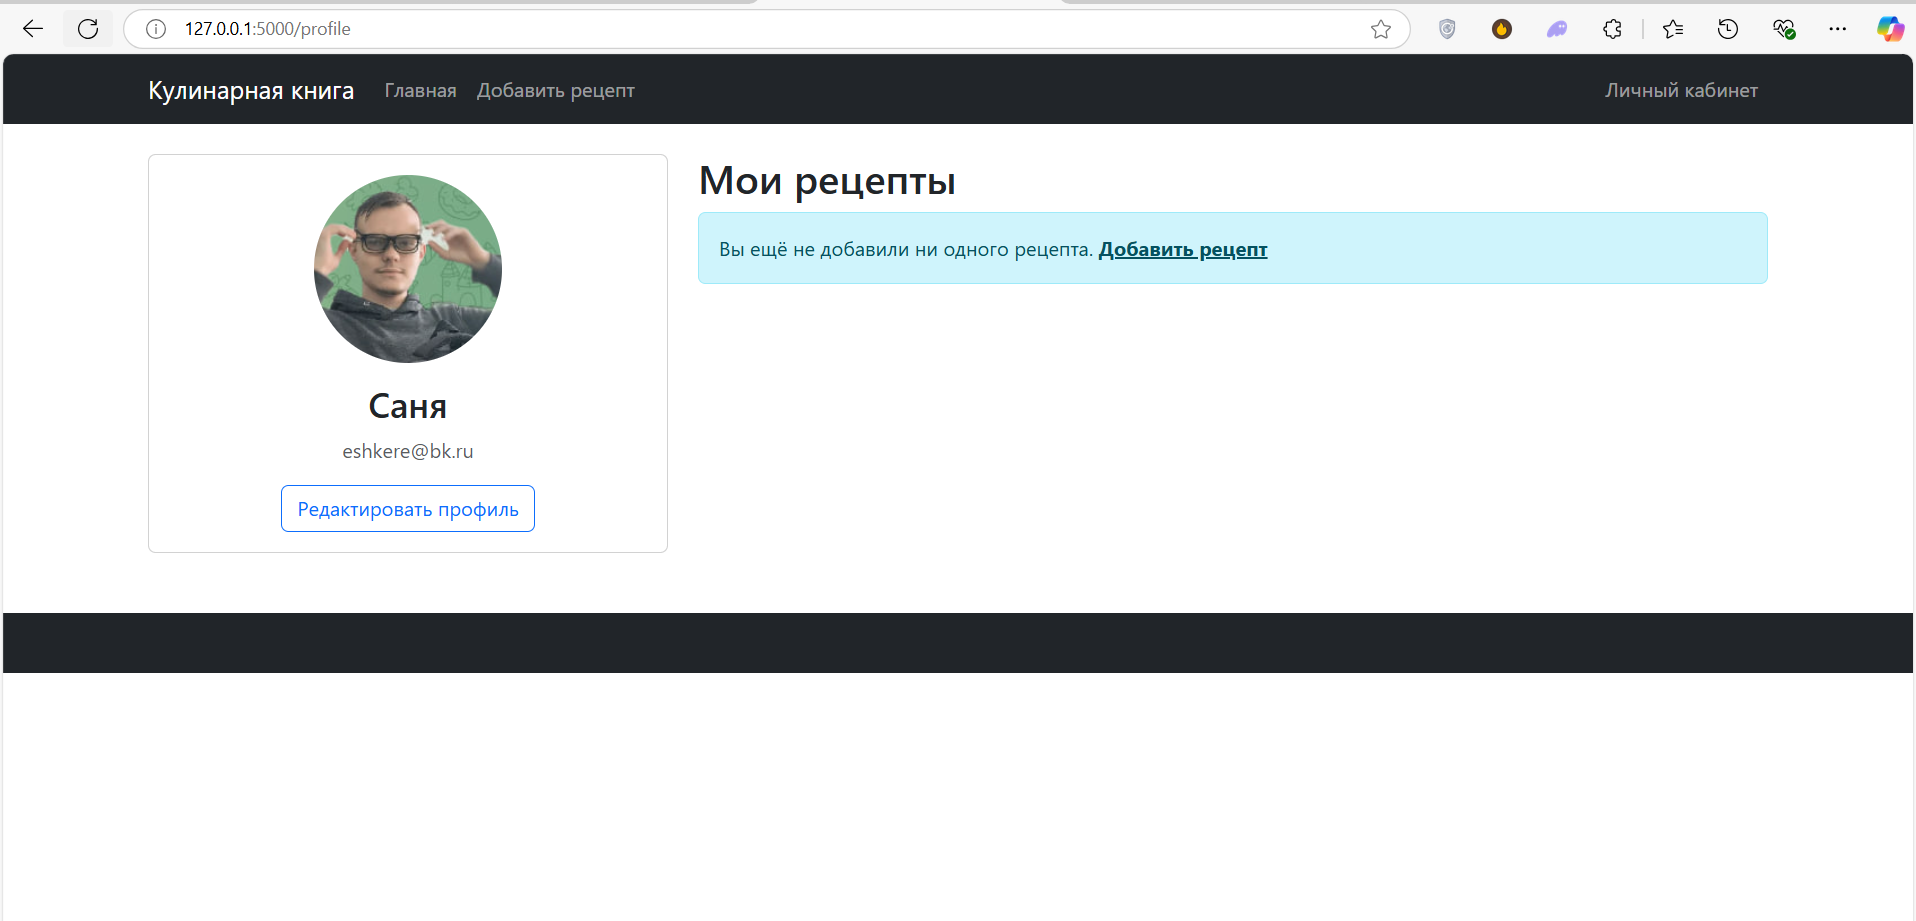 127.0.0.1:5000/profile
Кулинарная книга Главная Добавить рецепт Личный кабинет
Мои рецепты
Вы ещё не добавили ни одного рецепта. Добавить рецепт
Саня
eshkere@bk.ru
Редактировать профиль